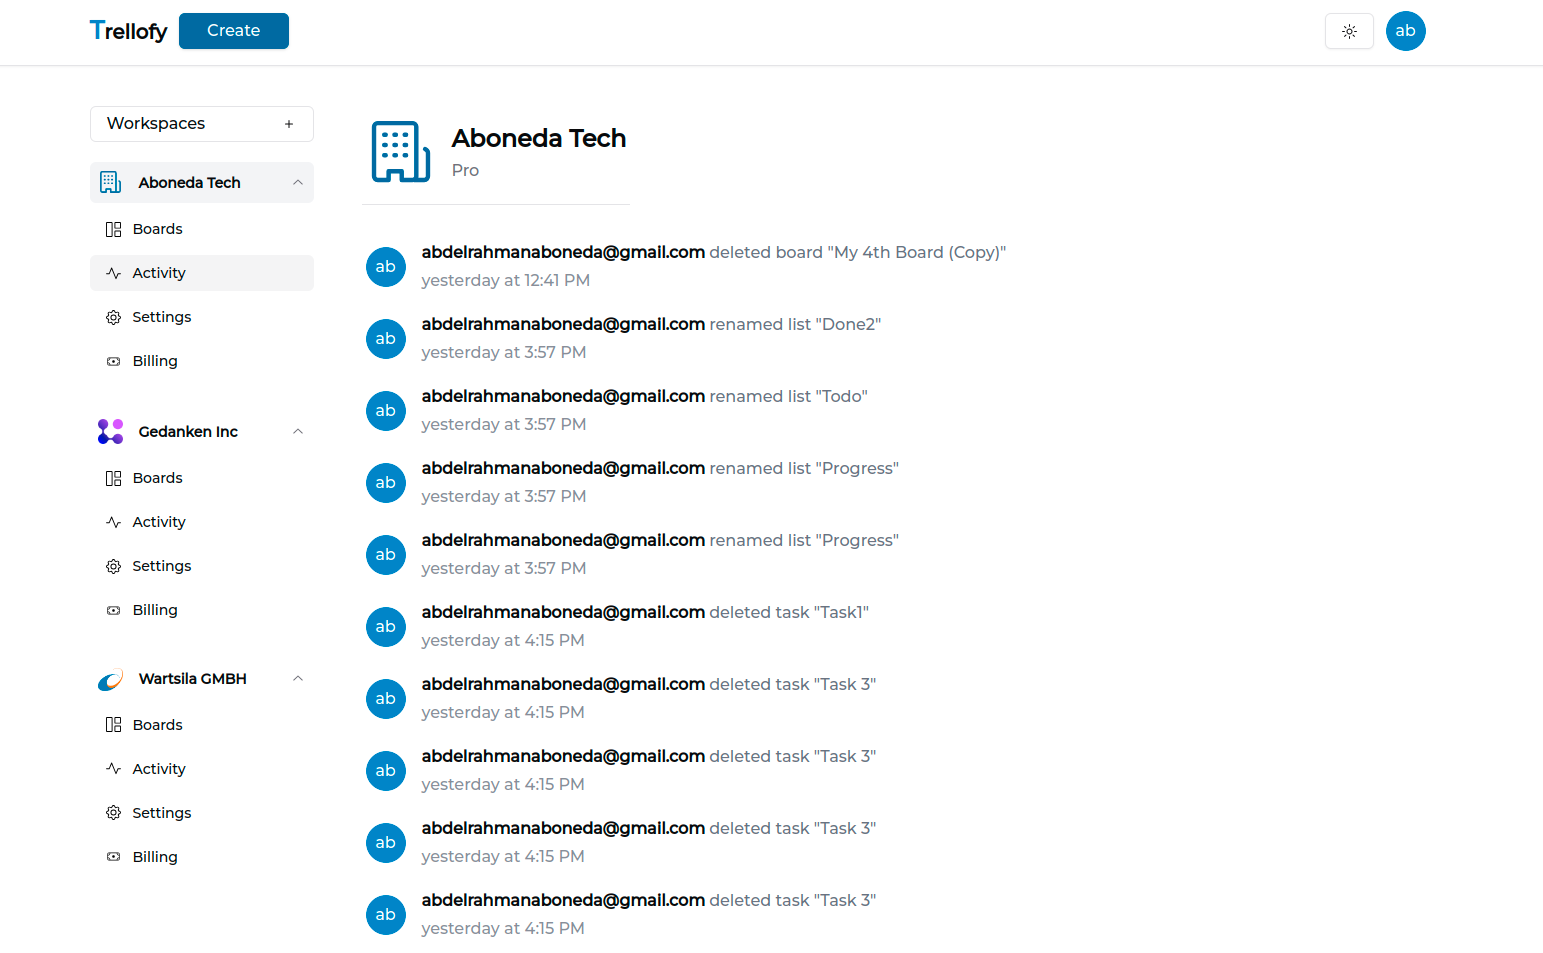 Trellofy Create ab
Workspaces +
Aboneda Tech
Boards
Activity
Settings
Billing
Gedanken Inc
Boards
Activity
Settings
Billing
Wartsila GMBH
Boards
Activity
Settings
Billing
Aboneda Tech
Pro
ab abdelrahmanaboneda@gmail.com deleted board "My 4th Board (Copy)"
yesterday at 12:41 PM
ab abdelrahmanaboneda@gmail.com renamed list "Done2"
yesterday at 3:57 PM
ab abdelrahmanaboneda@gmail.com renamed list "Todo"
yesterday at 3:57 PM
ab abdelrahmanaboneda@gmail.com renamed list "Progress"
yesterday at 3:57 PM
ab abdelrahmanaboneda@gmail.com renamed list "Progress"
yesterday at 3:57 PM
ab abdelrahmanaboneda@gmail.com deleted task "Task1"
yesterday at 4:15 PM
ab abdelrahmanaboneda@gmail.com deleted task "Task 3"
yesterday at 4:15 PM
ab abdelrahmanaboneda@gmail.com deleted task "Task 3"
yesterday at 4:15 PM
ab abdelrahmanaboneda@gmail.com deleted task "Task 3"
yesterday at 4:15 PM
ab abdelrahmanaboneda@gmail.com deleted task "Task 3"
yesterday at 4:15 PM